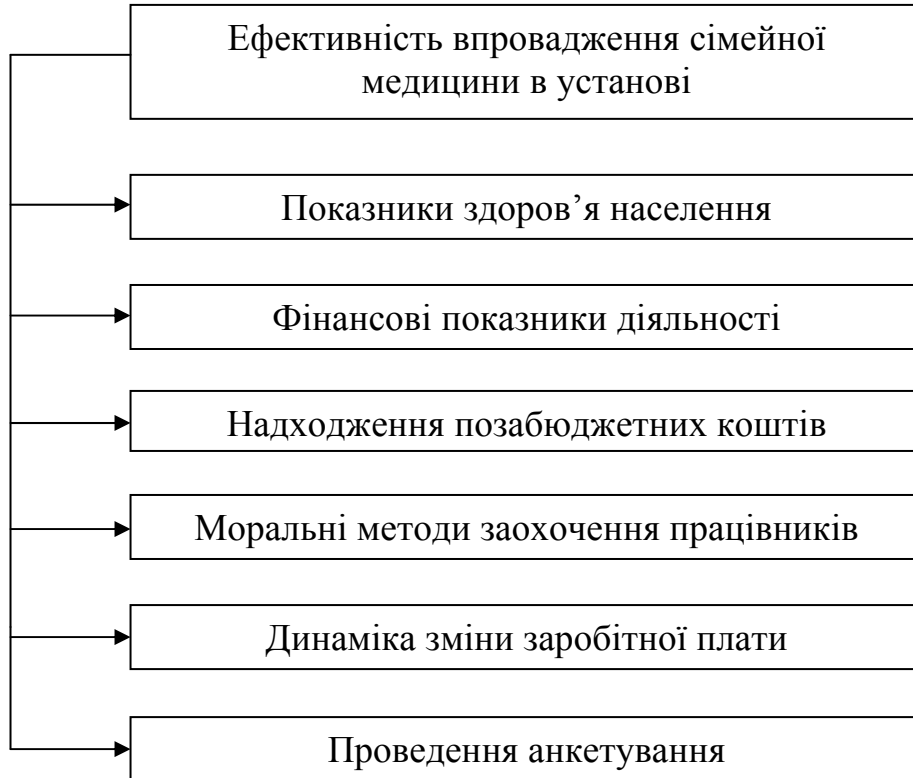 Ефективність впровадження сімейної
медицини в установі
Показники здоров’я населення
Фінансові показники діяльності
Надходження позабюджетних коштів
Моральні методи заохочення працівників
Динаміка зміни заробітної плати
Проведення анкетування